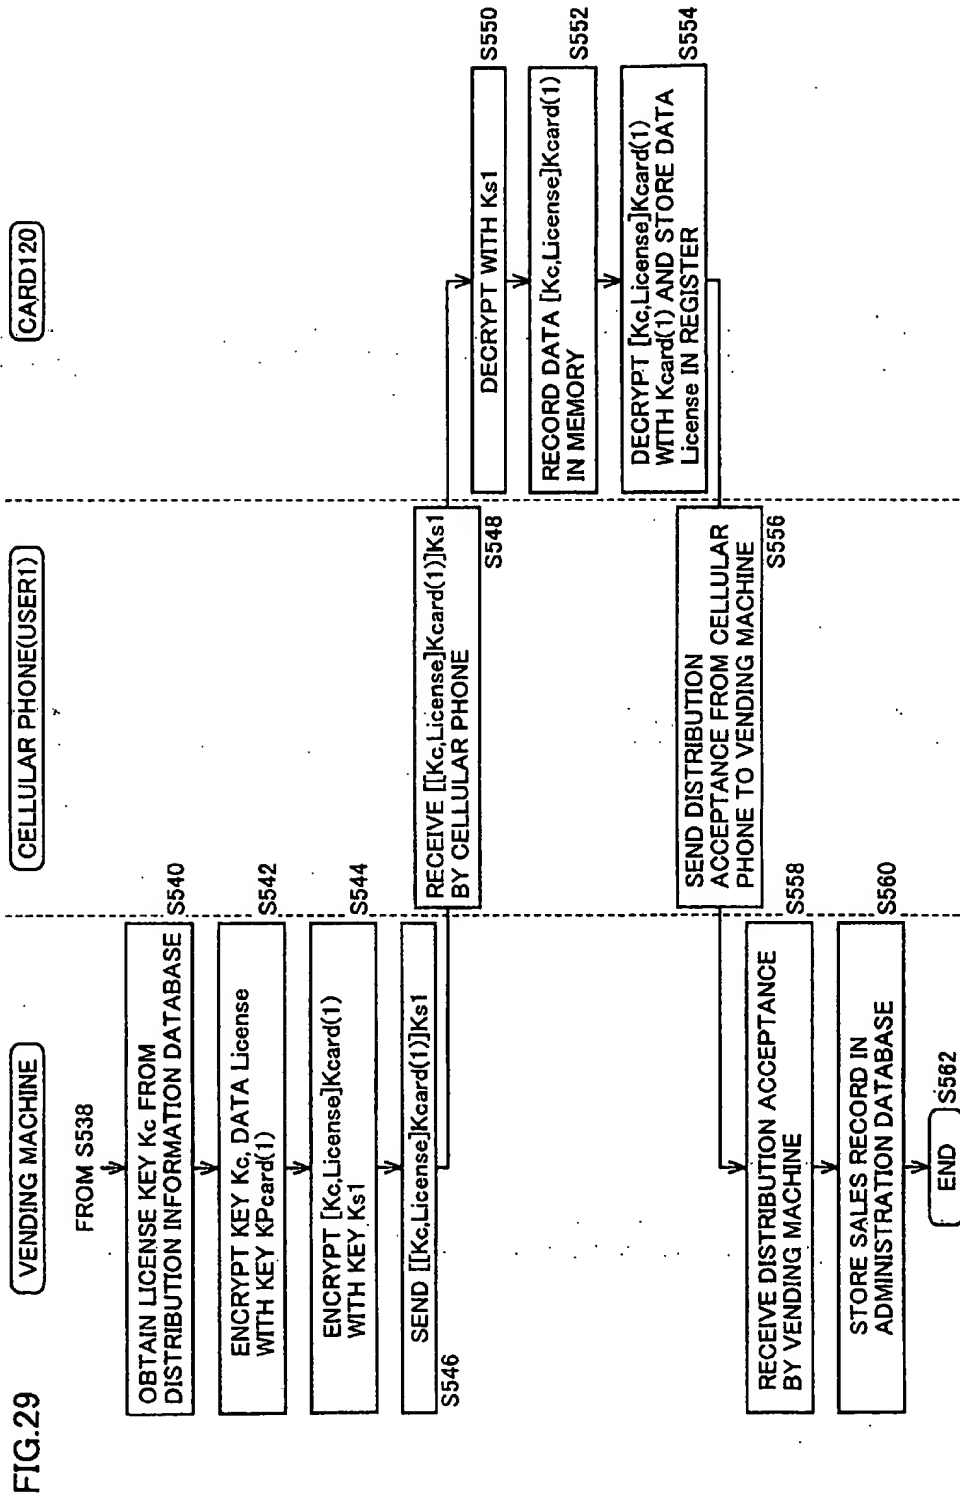 FIG.29
VENDING MACHINE
CELLULAR PHONE(USER1)
CARD120
FROM S538
OBTAIN LICENSE KEY Kc FROM
DISTRIBUTION INFORMATION DATABASE
S540
ENCRYPT KEY Kc, DATA License
WITH KEY KPcard(1)
S542
ENCRYPT [Kc,License]Kcard(1)
WITH KEY Ks1
S544
SEND [[Kc,License]Kcard(1)]Ks1
S546
RECEIVE [[Kc,License]Kcard(1)]Ks1
BY CELLULAR PHONE
S548
DECRYPT WITH Ks1
S550
RECORD DATA [Kc,License]Kcard(1)
IN MEMORY
S552
DECRYPT [Kc,License]Kcard(1)
WITH Kcard(1) AND STORE DATA
License IN REGISTER
S554
SEND DISTRIBUTION
ACCEPTANCE FROM CELLULAR
PHONE TO VENDING MACHINE
S556
RECEIVE DISTRIBUTION ACCEPTANCE
BY VENDING MACHINE
S558
STORE SALES RECORD IN
ADMINISTRATION DATABASE
S560
END
S562